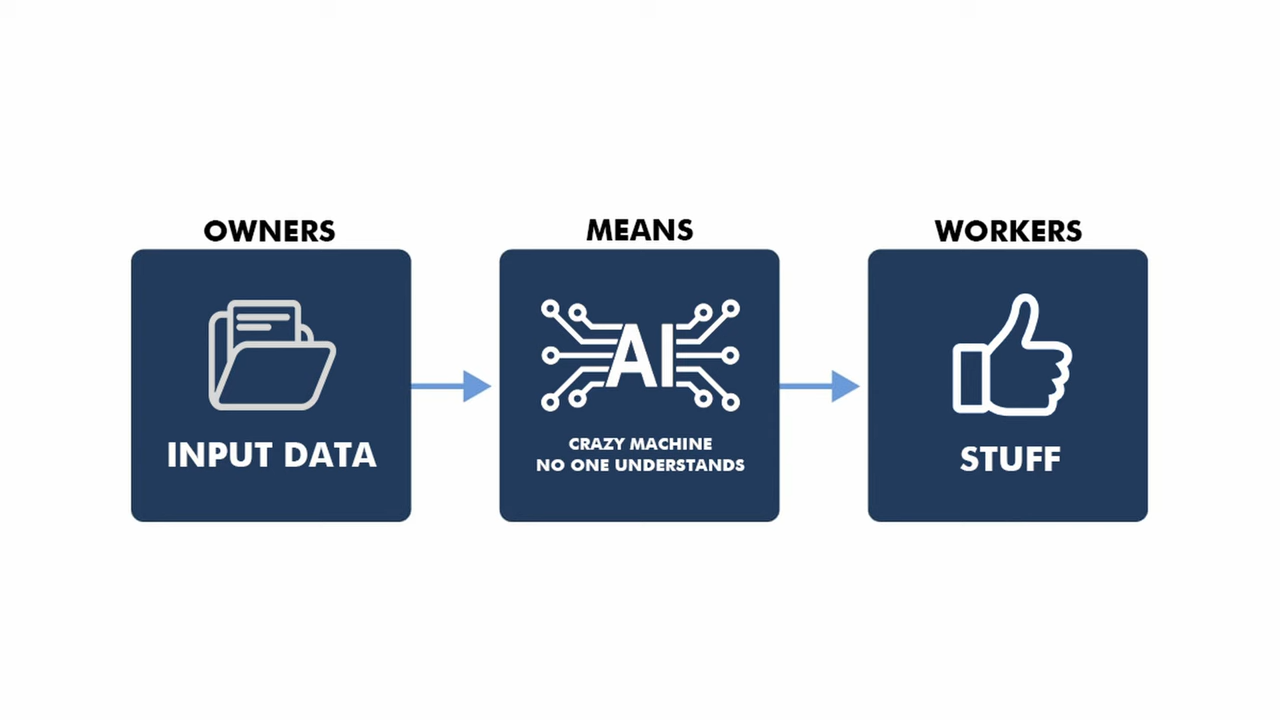 OWNERS
MEANS
WORKERS
INPUT DATA
AI
CRAZY MACHINE
NO ONE UNDERSTANDS
STUFF